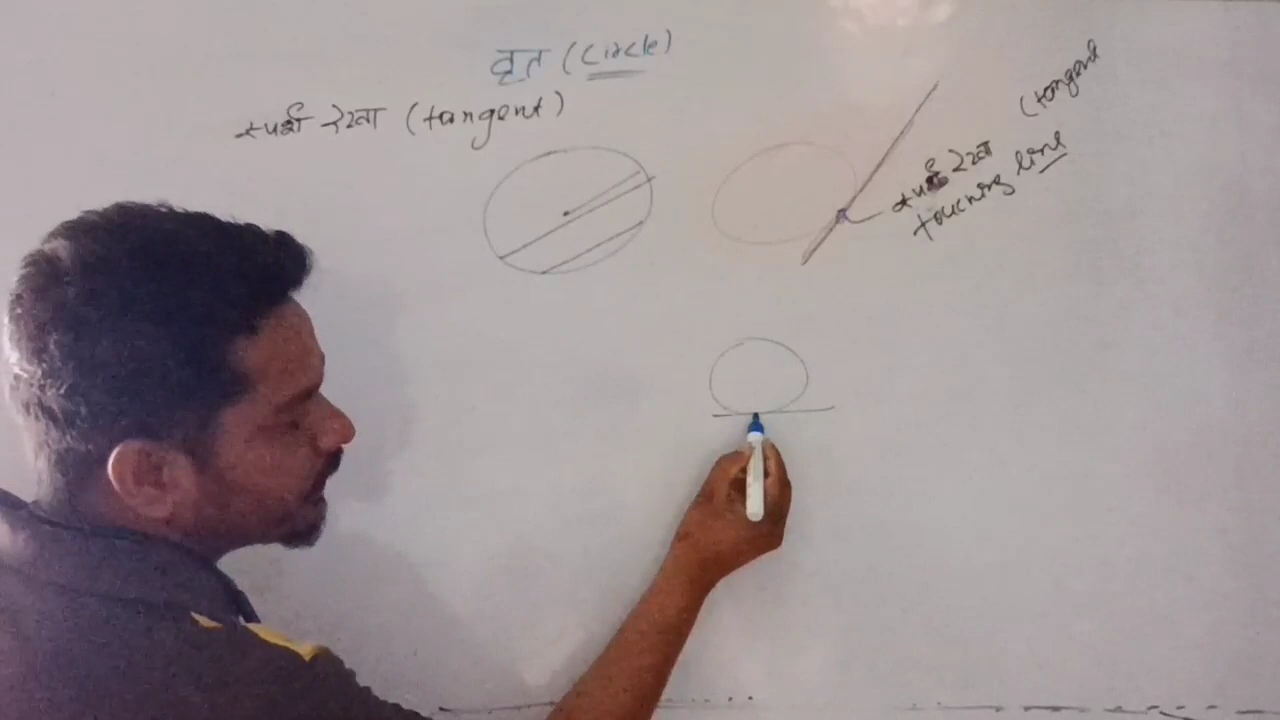 वृत (Circle)
स्पर्श रेखा (tangent)
(tangent
स्पर्श रेखा
touching line